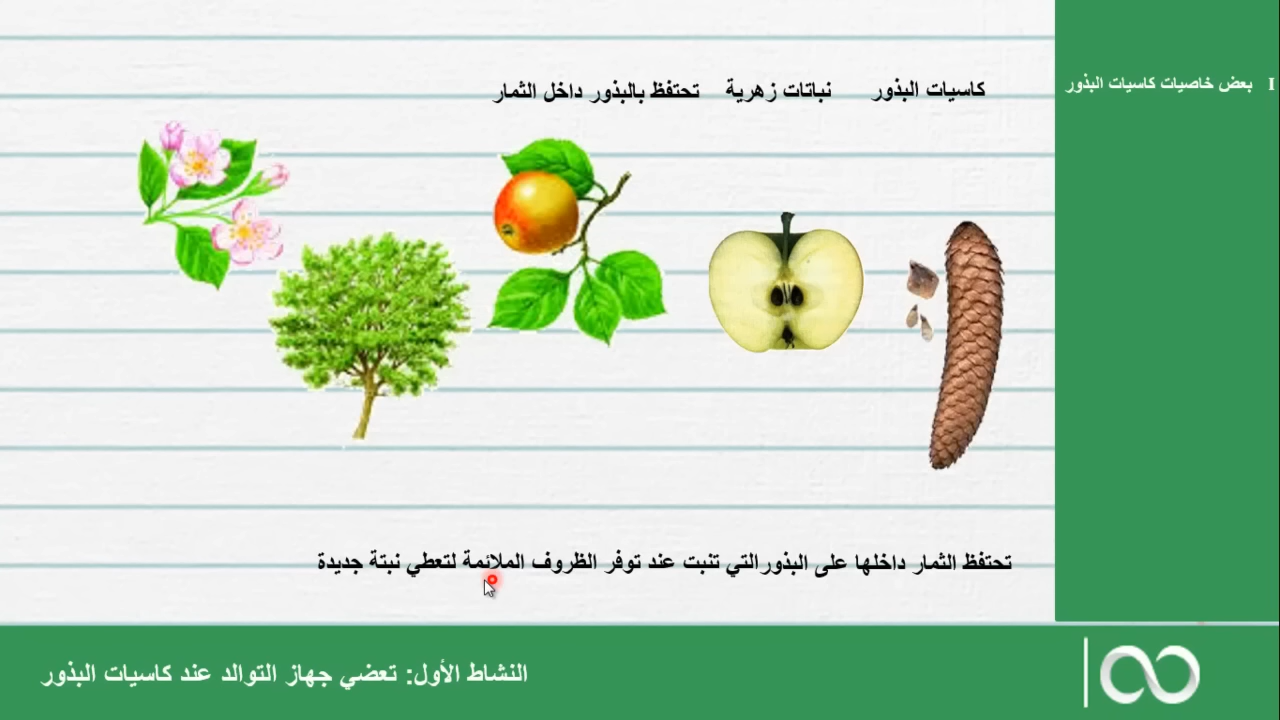 I بعض خاصيات كاسيات البذور
كاسيات البذور نباتات زهرية تحتفظ بالبذور داخل الثمار
تحتفظ الثمار داخلها على البذورالتي تنبت عند توفر الظروف الملائمة لتعطي نبتة جديدة
النشاط الأول: تعضي جهاز التوالد عند كاسيات البذور